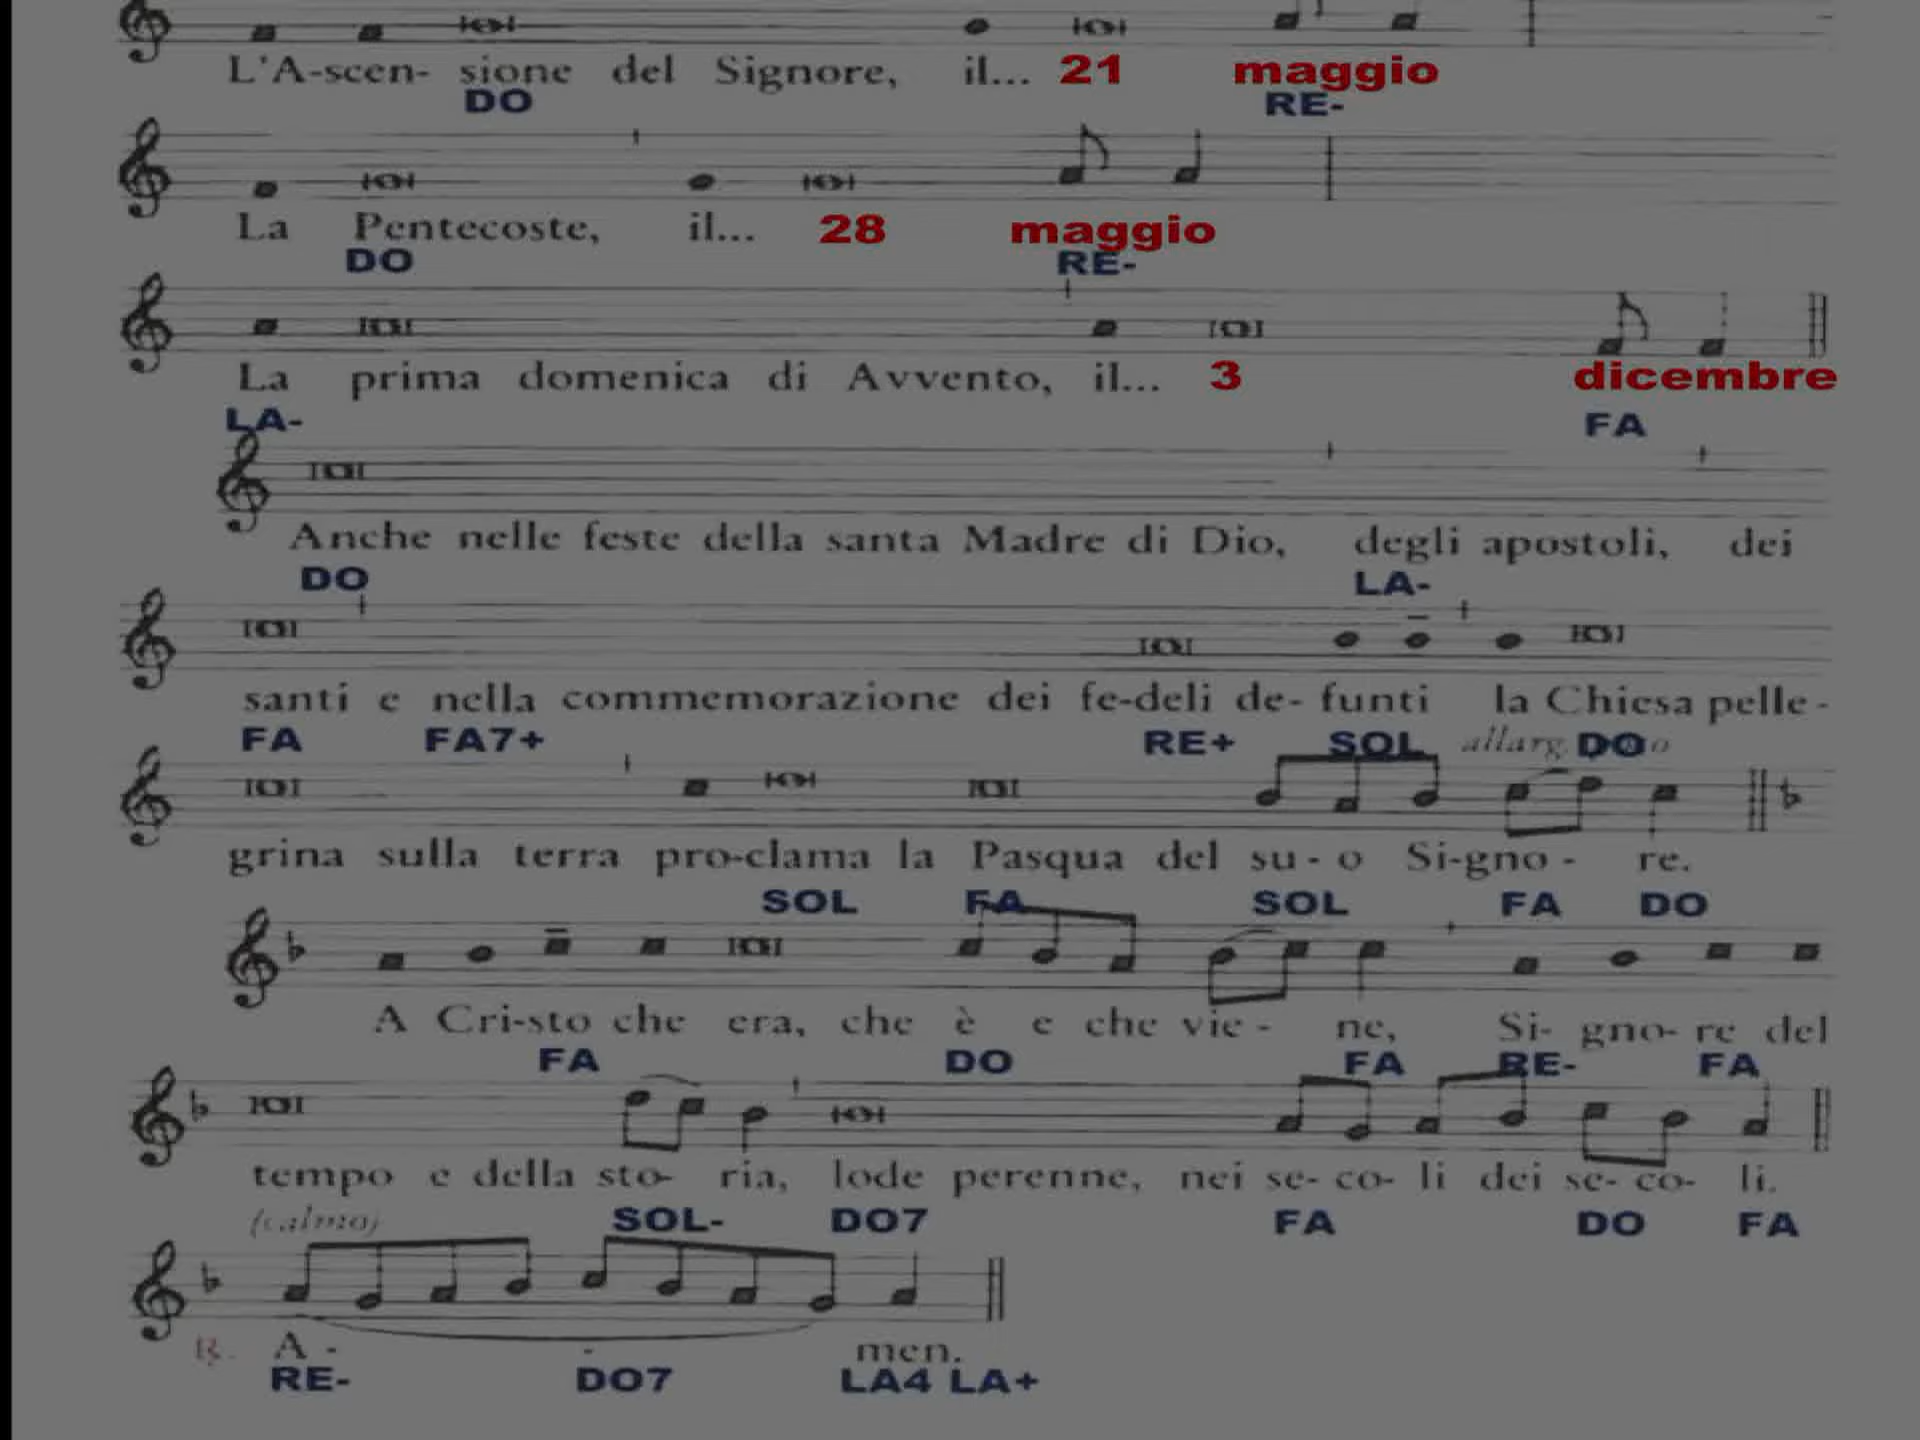 L'A-scen- sione del Signore, il... 21 maggio
DO RE-
La Pentecoste, il... 28 maggio
DO RE-
La prima domenica di Avvento, il... 3 dicembre
LA- FA
Anche nelle feste della santa Madre di Dio, degli apostoli, dei
DO LA-
santi e nella commemorazione dei fe-deli de- funti la Chiesa pelle-
FA FA7+ RE+ SOL allarg. DO
grina sulla terra pro-clama la Pasqua del su- o Si-gno- re.
SOL FA SOL FA DO
A Cri-sto che era, che è e che vie- ne, Si- gno- re del
FA DO FA RE- FA
tempo e della sto- ria, lode perenne, nei se- co- li dei se- co- li.
(calmo) SOL- DO7 FA DO FA
℟. A - - men.
RE- DO7 LA4 LA+